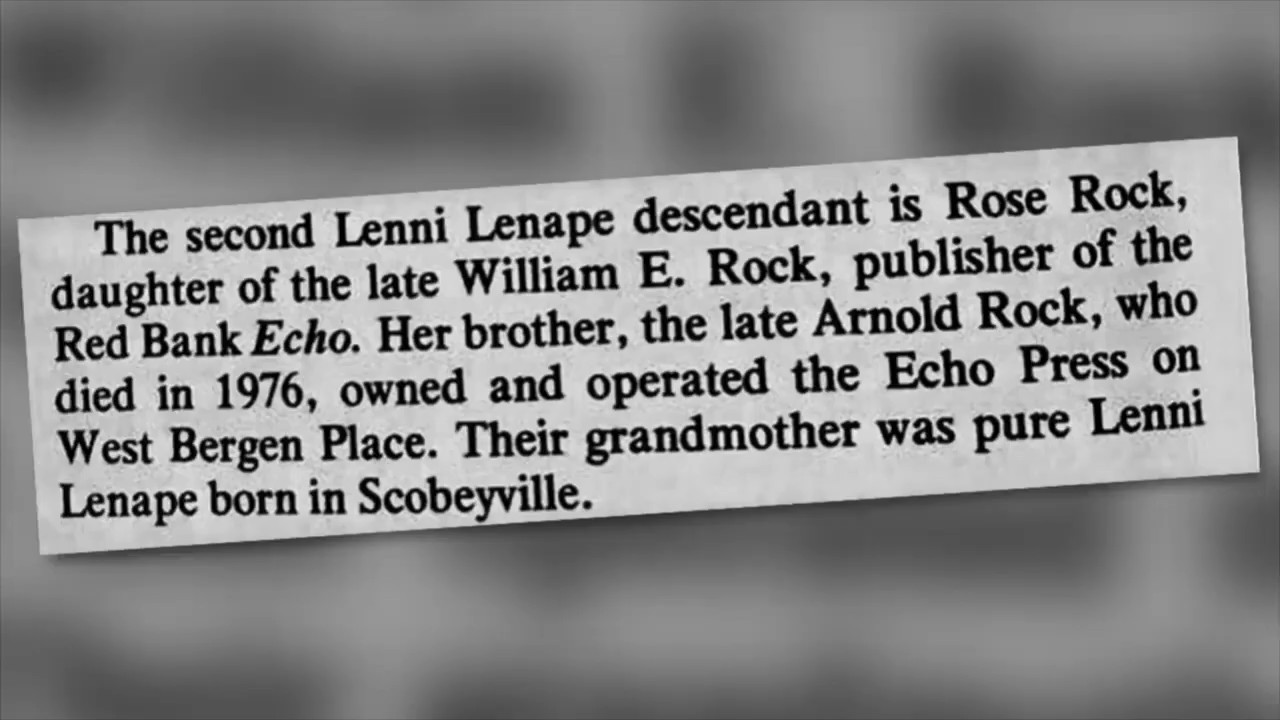 The second Lenni Lenape descendant is Rose Rock,
daughter of the late William E. Rock, publisher of the
Red Bank Echo. Her brother, the late Arnold Rock, who
died in 1976, owned and operated the Echo Press on
West Bergen Place. Their grandmother was pure Lenni
Lenape born in Scobeyville.